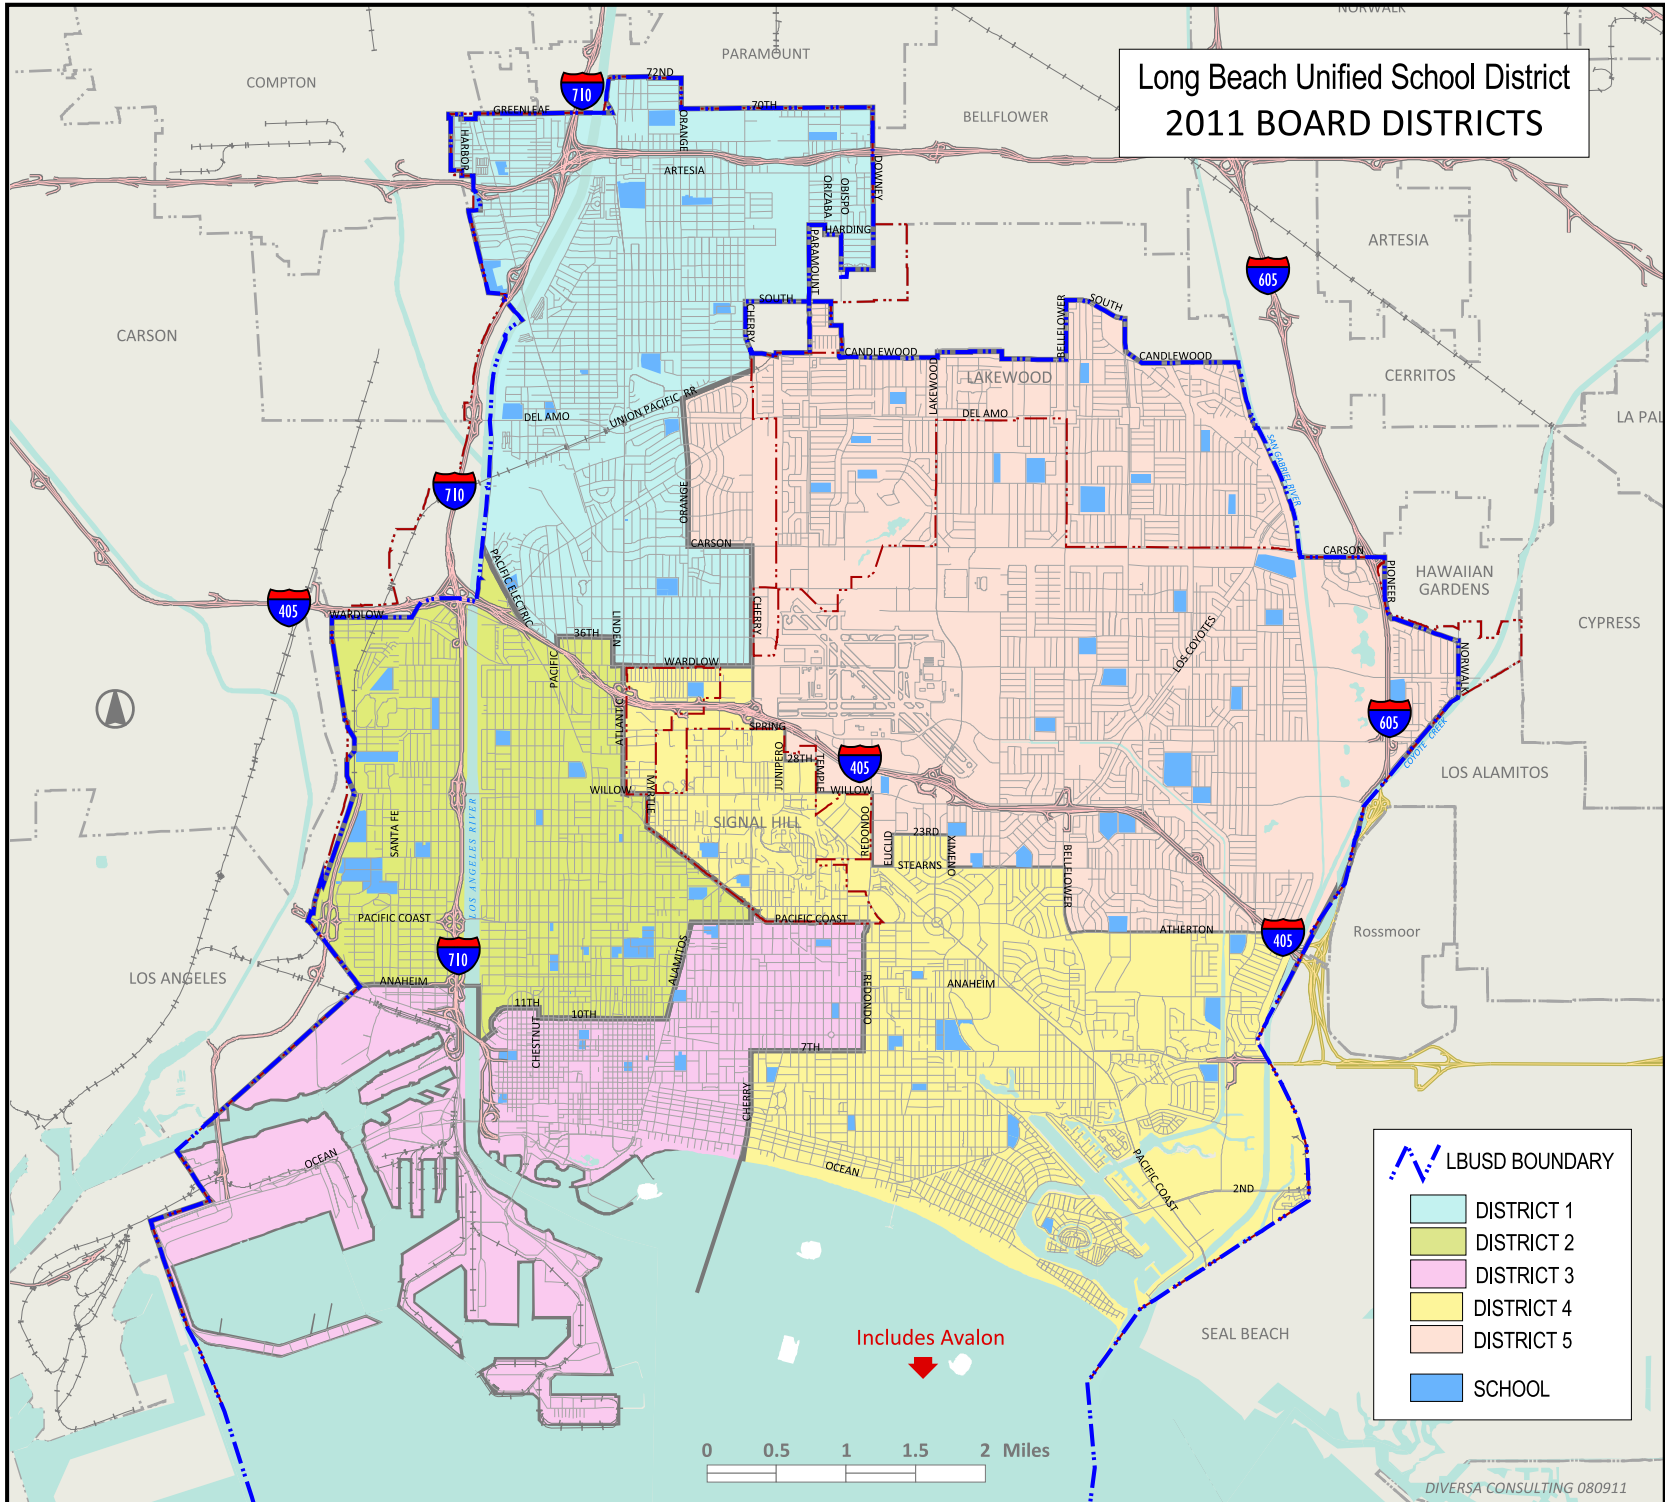 NORWALK
PARAMOUNT
COMPTON
72ND
Long Beach Unified School District
2011 BOARD DISTRICTS
710
GREENLEAF
70TH
BELLFLOWER
HARBOR
ORANGE
ARTESIA
DOWNEY
OBISPO
ORIZABA
HARDING
PARAMOUNT
ARTESIA
605
SOUTH
CHERRY
BELLFLOWER
SOUTH
CARSON
CANDLEWOOD
CANDLEWOOD
LAKEWOOD
LAKEWOOD
CERRITOS
UNION PACIFIC RR
DEL AMO
DEL AMO
LA PAL
SAN GABRIEL RIVER
710
ORANGE
CARSON
CARSON
PACIFIC ELECTRIC
PIONEER
HAWAIIAN
GARDENS
405
WARDLOW
LINDEN
CHERRY
36TH
CYPRESS
LOS COYOTES
PACIFIC
WARDLOW
NORWALK
ATLANTIC
SPRING
605
COYOTE CREEK
JUNIPERO
28TH
TEMPLE
405
LOS ALAMITOS
WILLOW
MYRTLE
WILLOW
SIGNAL HILL
SANTA FE
LOS ANGELES RIVER
REDONDO
EUCLID
23RD
XIMENO
STEARNS
BELLFLOWER
PACIFIC COAST
PACIFIC COAST
ATHERTON
405
Rossmoor
710
ALAMITOS
LOS ANGELES
ANAHEIM
ANAHEIM
REDONDO
11TH
10TH
CHESTNUT
7TH
CHERRY
OCEAN
OCEAN
PACIFIC COAST
2ND
LBUSD BOUNDARY
DISTRICT 1
DISTRICT 2
DISTRICT 3
DISTRICT 4
DISTRICT 5
SCHOOL
Includes Avalon
SEAL BEACH
0 0.5 1 1.5 2 Miles
DIVERSA CONSULTING 080911